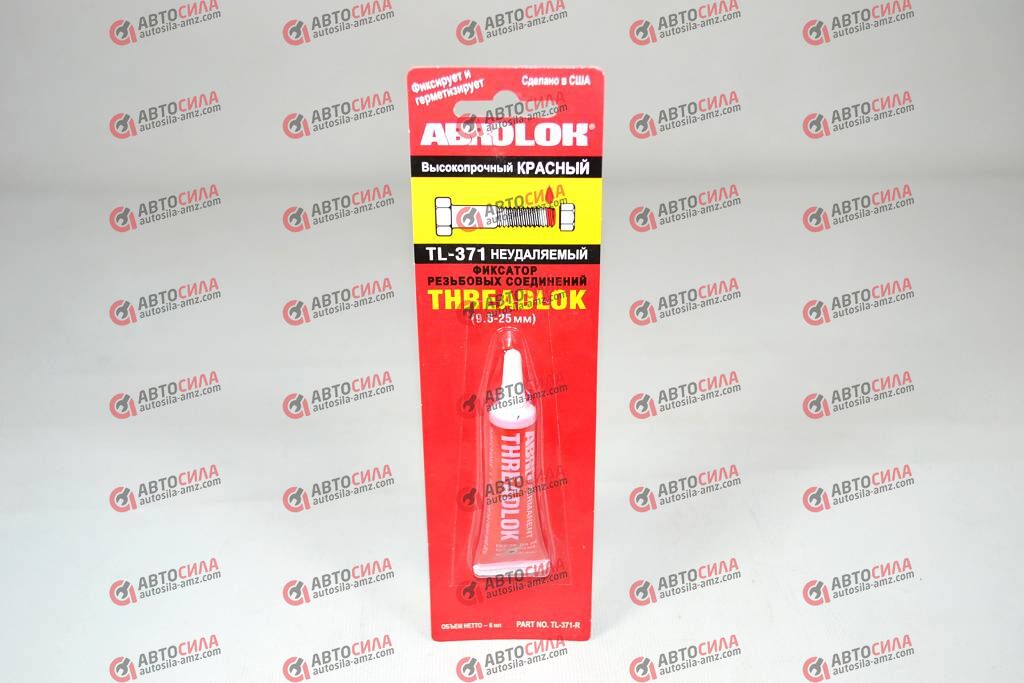 Фиксирует и
герметизирует
Сделано в США
ABROLOK®
Высокопрочный КРАСНЫЙ
TL-371 НЕУДАЛЯЕМЫЙ
ФИКСАТОР
РЕЗЬБОВЫХ СОЕДИНЕНИЙ
THREADLOK
(9.5-25 мм)
THREADLOK
ОБЪЕМ НЕТТО – 6 мл
PART NO. TL-371-R
АВТОСИЛА
autosila-amz.com